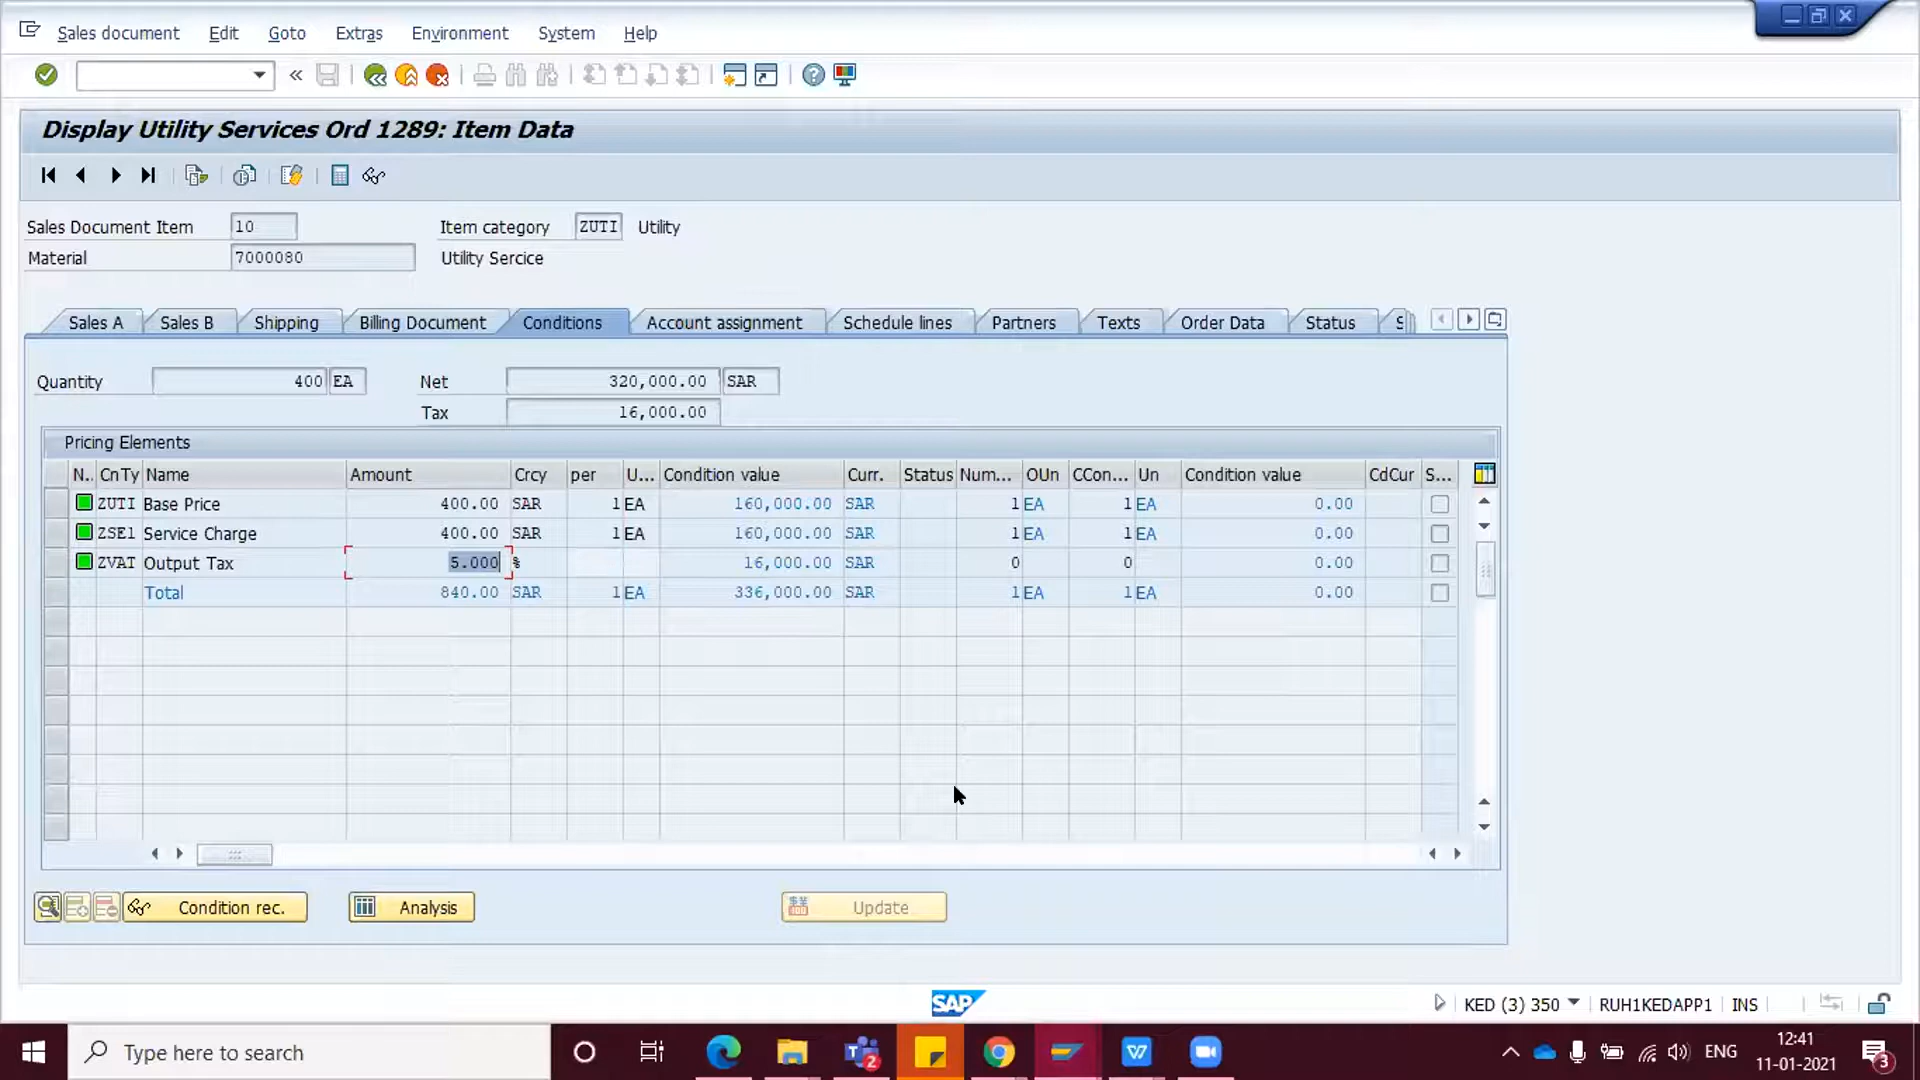 Sales document Edit Goto Extras Environment System Help
Display Utility Services Ord 1289: Item Data
Sales Document Item 10 Item category ZUTI Utility
Material 7000080 Utility Sercice
Sales A Sales B Shipping Billing Document Conditions Account assignment Schedule lines Partners Texts Order Data Status
Quantity 400 EA Net 320,000.00 SAR
Tax 16,000.00
Pricing Elements
N.. CnTy Name Amount Crcy per U... Condition value Curr. Status Num... OUn CCon... Un Condition value CdCur S...
ZUTI Base Price 400.00 SAR 1 EA 160,000.00 SAR 1 EA 1 EA 0.00
ZSE1 Service Charge 400.00 SAR 1 EA 160,000.00 SAR 1 EA 1 EA 0.00
ZVAT Output Tax 5.000 % 16,000.00 SAR 0 0 0.00
Total 840.00 SAR 1 EA 336,000.00 SAR 1 EA 1 EA 0.00
Condition rec. Analysis Update
SAP KED (3) 350 RUH1KEDAPP1 INS
Type here to search 2 ENG 12:41
11-01-2021 3